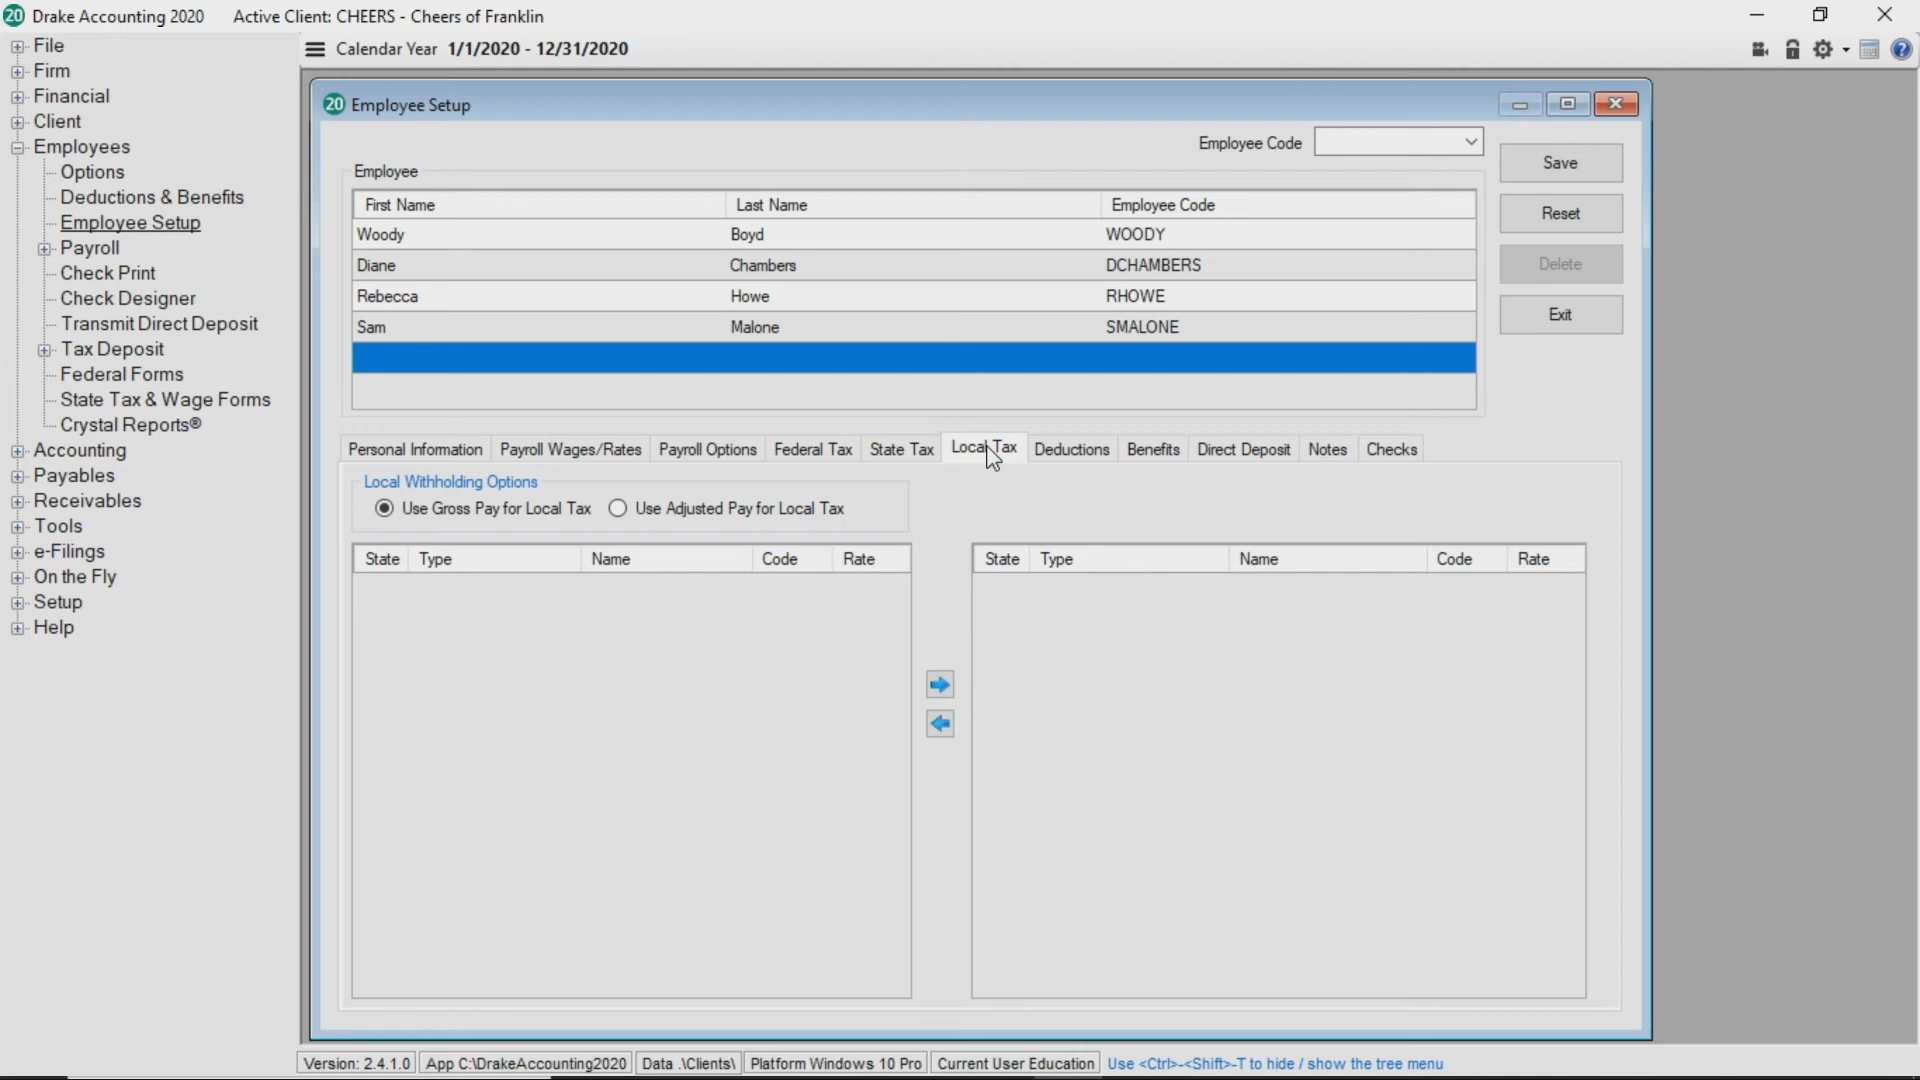 20 Drake Accounting 2020 Active Client: CHEERS - Cheers of Franklin
Calendar Year 1/1/2020 - 12/31/2020
File
Firm
Financial
Client
Employees
Options
Deductions & Benefits
Employee Setup
Payroll
Check Print
Check Designer
Transmit Direct Deposit
Tax Deposit
Federal Forms
State Tax & Wage Forms
Crystal Reports®
Accounting
Payables
Receivables
Tools
e-Filings
On the Fly
Setup
Help
20 Employee Setup
Employee Code
Save
Reset
Delete
Exit
Employee
First Name Last Name Employee Code
Woody Boyd WOODY
Diane Chambers DCHAMBERS
Rebecca Howe RHOWE
Sam Malone SMALONE
Personal Information Payroll Wages/Rates Payroll Options Federal Tax State Tax Local Tax Deductions Benefits Direct Deposit Notes Checks
Local Withholding Options
Use Gross Pay for Local Tax Use Adjusted Pay for Local Tax
State Type Name Code Rate State Type Name Code Rate
Version: 2.4.1.0 App C:\DrakeAccounting2020 Data .\Clients\ Platform Windows 10 Pro Current User Education Use <Ctrl>-<Shift>-T to hide / show the tree menu